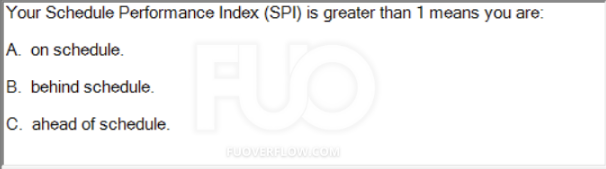 Your Schedule Performance Index (SPI) is greater than 1 means you are:
A. on schedule.
B. behind schedule.
FUO
C. ahead of schedule.
FUOVERFLOW.COM